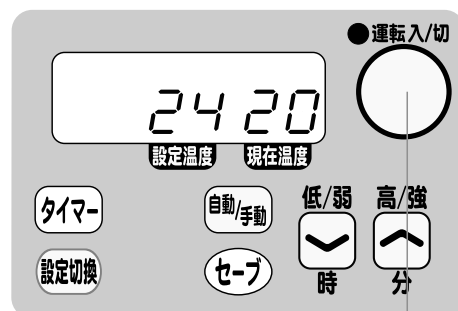 ●運転入/切
24 20
設定温度 現在温度
タイマー 自動/手動 低/弱 高/強
設定切換 セーブ
時 分